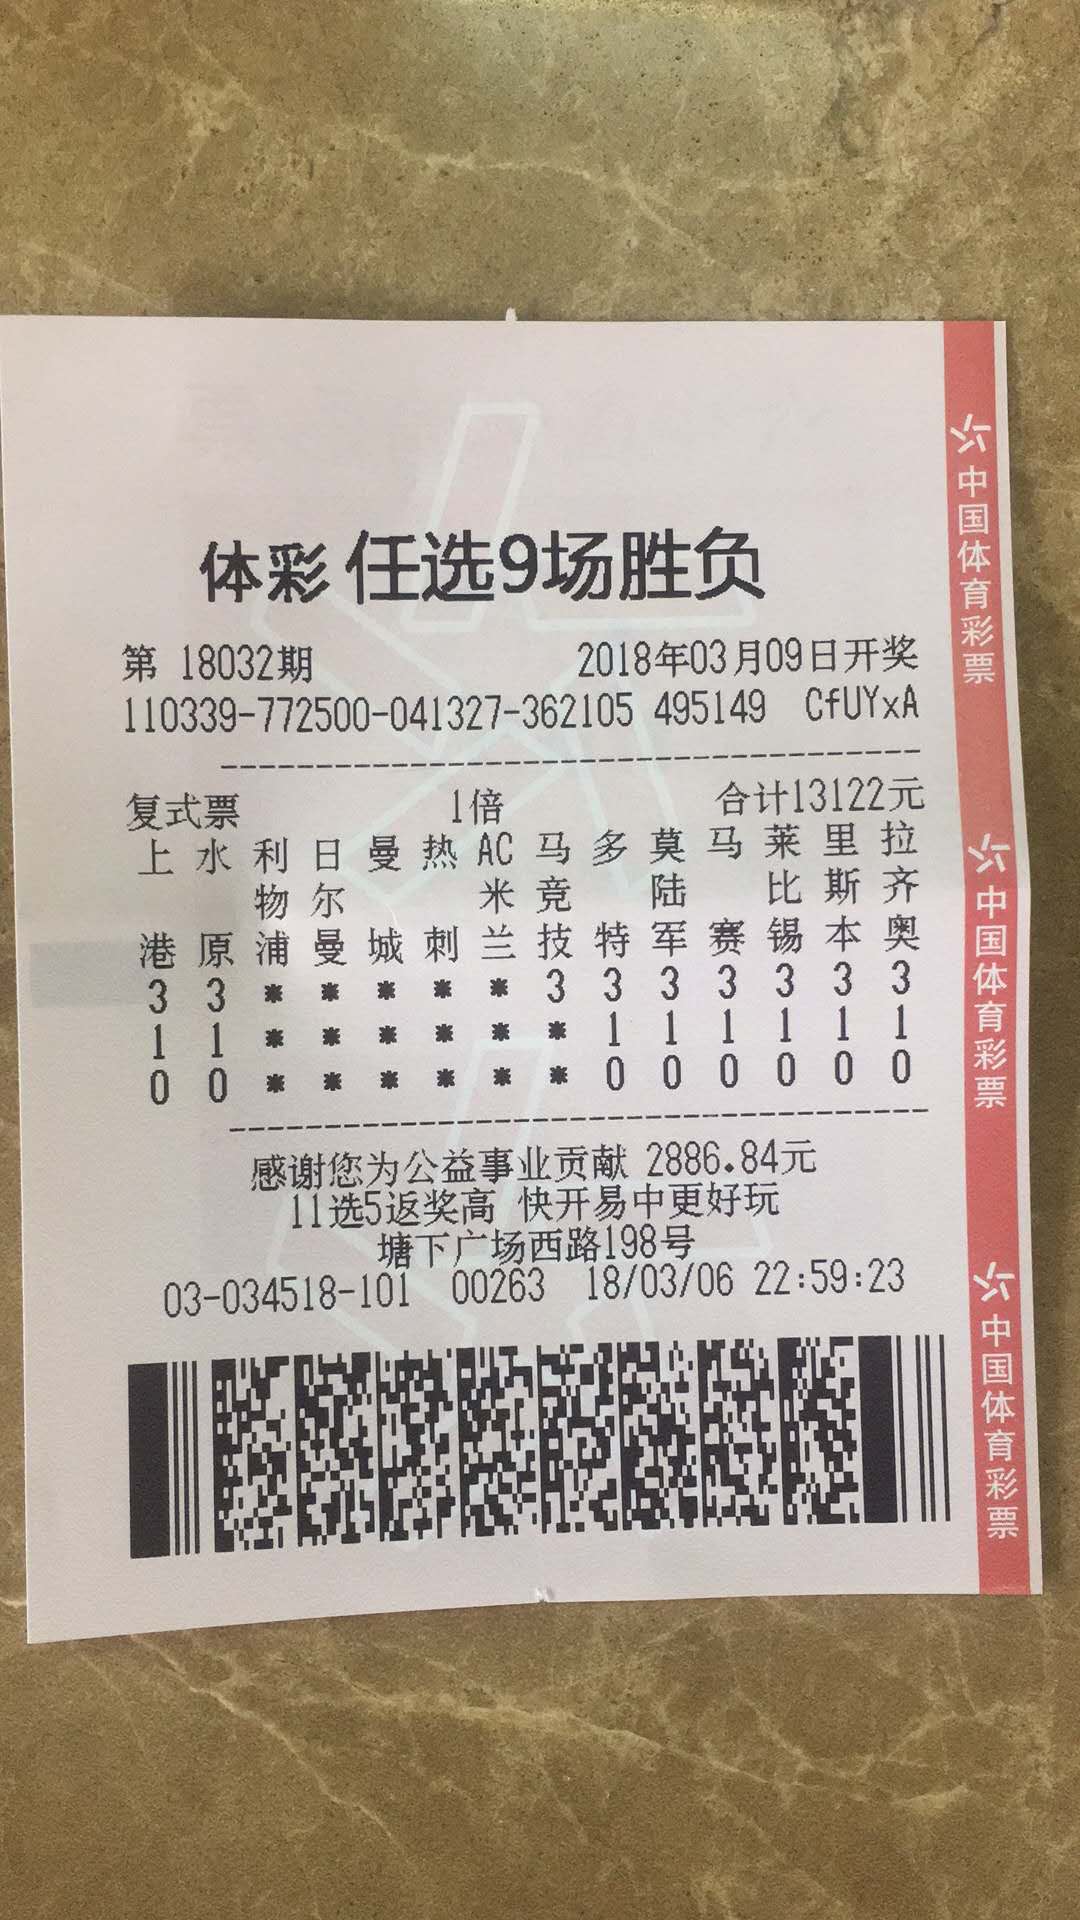 体彩 任选9场胜负
第 18032期 2018年03月09日开奖
110339-772500-041327-362105 495149 CfUYxA
复式票 1倍 合计13122元
上 水 利 日 曼 热 AC 马 多 莫 马 莱 里 拉
物 尔 米 竞 陆 比 斯 齐
港 原 浦 曼 城 刺 兰 技 特 军 赛 锡 本 奥
3 3 * * * * * 3 3 3 3 3 3 3
1 1 * * * * * * 1 1 1 1 1 1
0 0 * * * * * * 0 0 0 0 0 0
感谢您为公益事业贡献 2886.84元
11选5返奖高 快开易中更好玩
塘下广场西路198号
03-034518-101 00263 18/03/06 22:59:23
中国体育彩票
中国体育彩票
中国体育彩票